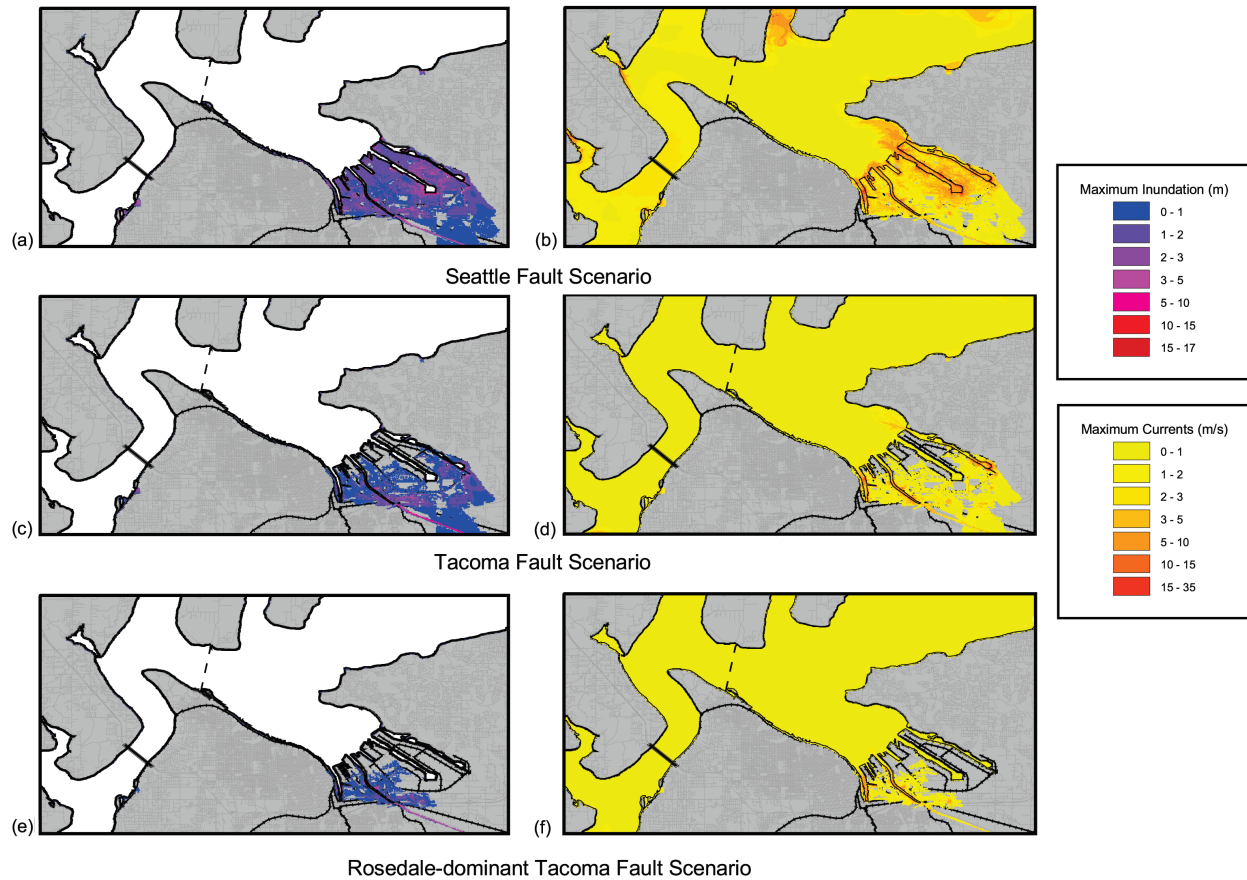 (a)
(b)
Seattle Fault Scenario
(c)
(d)
Tacoma Fault Scenario
(e)
(f)
Rosedale-dominant Tacoma Fault Scenario
Maximum Inundation (m)
0 - 1
1 - 2
2 - 3
3 - 5
5 - 10
10 - 15
15 - 17
Maximum Currents (m/s)
0 - 1
1 - 2
2 - 3
3 - 5
5 - 10
10 - 15
15 - 35